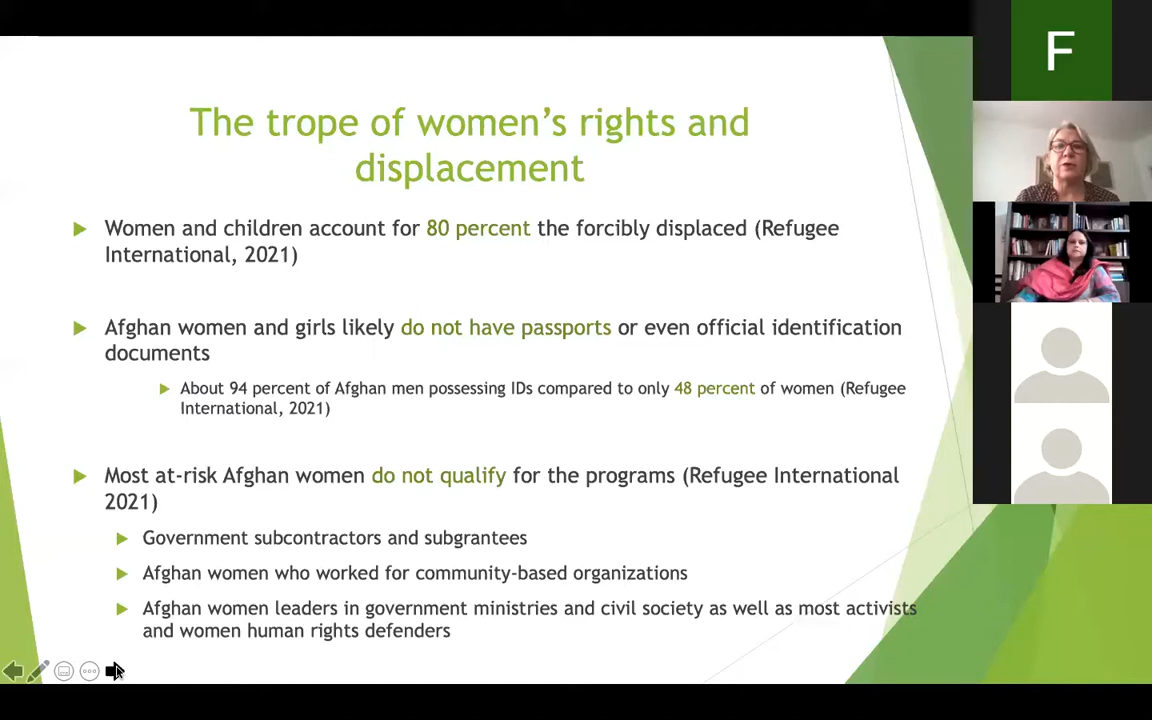 The trope of women's rights and
displacement
Women and children account for 80 percent the forcibly displaced (Refugee
International, 2021)
Afghan women and girls likely do not have passports or even official identification
documents
About 94 percent of Afghan men possessing IDs compared to only 48 percent of women (Refugee
International, 2021)
Most at-risk Afghan women do not qualify for the programs (Refugee International
2021)
Government subcontractors and subgrantees
Afghan women who worked for community-based organizations
Afghan women leaders in government ministries and civil society as well as most activists
and women human rights defenders
F